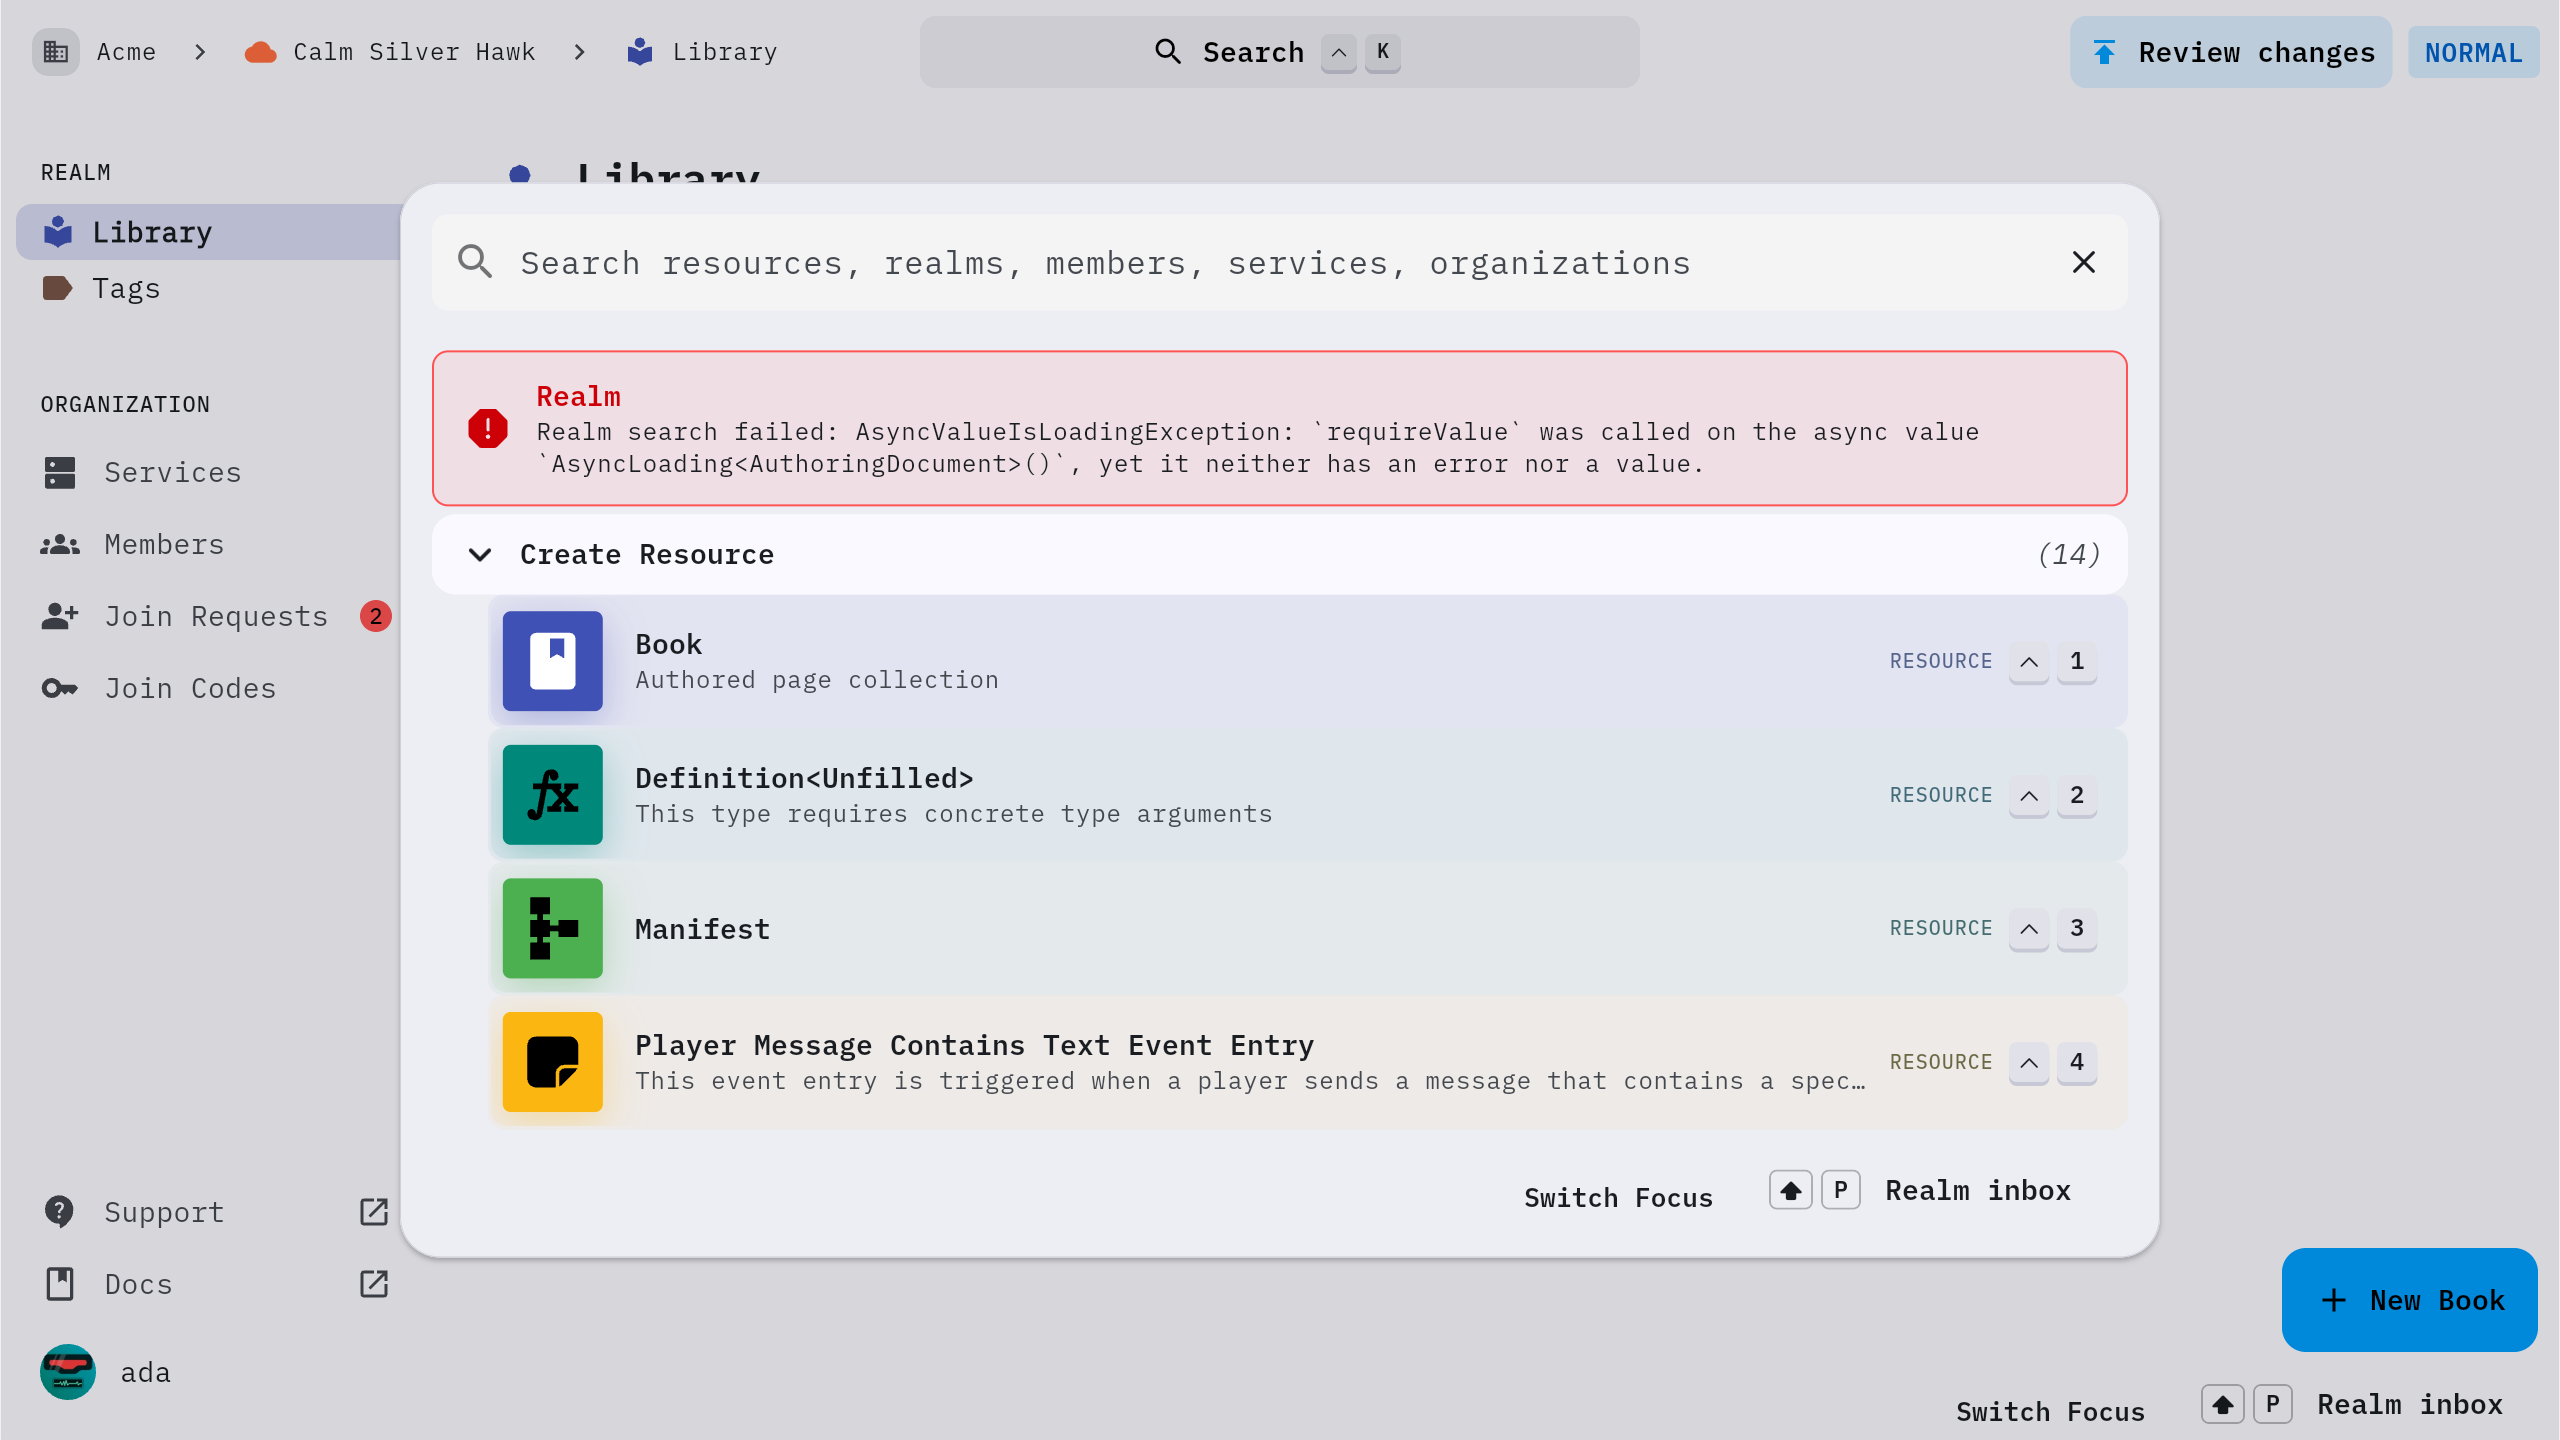 Acme
Calm Silver Hawk
Library
Search
K
Review changes
NORMAL
REALM
Library
Library
Tags
ORGANIZATION
Services
Members
Join Requests
2
Join Codes
Support
Docs
ada
Search resources, realms, members, services, organizations
Realm
Realm search failed: AsyncValueIsLoadingException: `requireValue` was called on the async value
`AsyncLoading<AuthoringDocument>()`, yet it neither has an error nor a value.
Create Resource
(14)
Book
Authored page collection
RESOURCE
1
Definition<Unfilled>
This type requires concrete type arguments
RESOURCE
2
Manifest
RESOURCE
3
Player Message Contains Text Event Entry
This event entry is triggered when a player sends a message that contains a spec…
RESOURCE
4
Switch Focus
P
Realm inbox
New Book
Switch Focus
P
Realm inbox